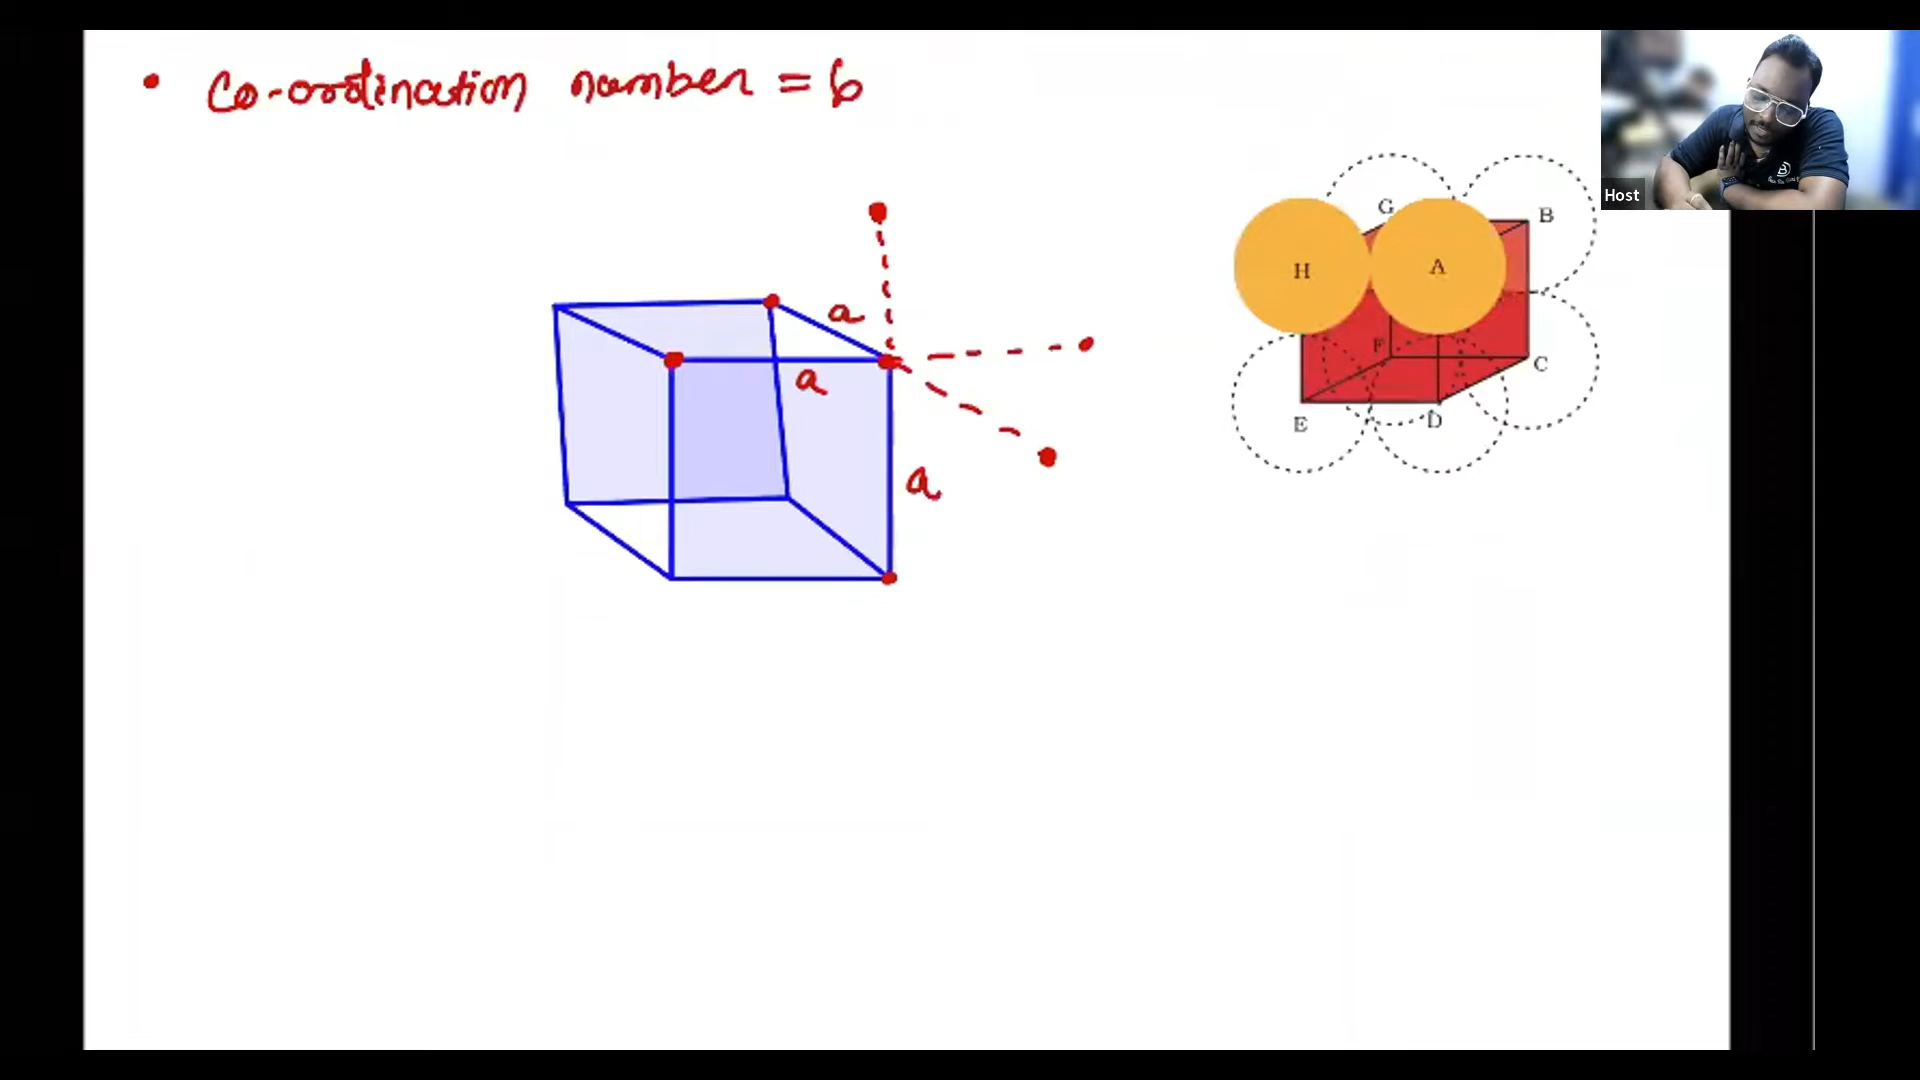 • Co-ordination number = 6
Host
G
B
H
A
a
F
C
a
E
D
a